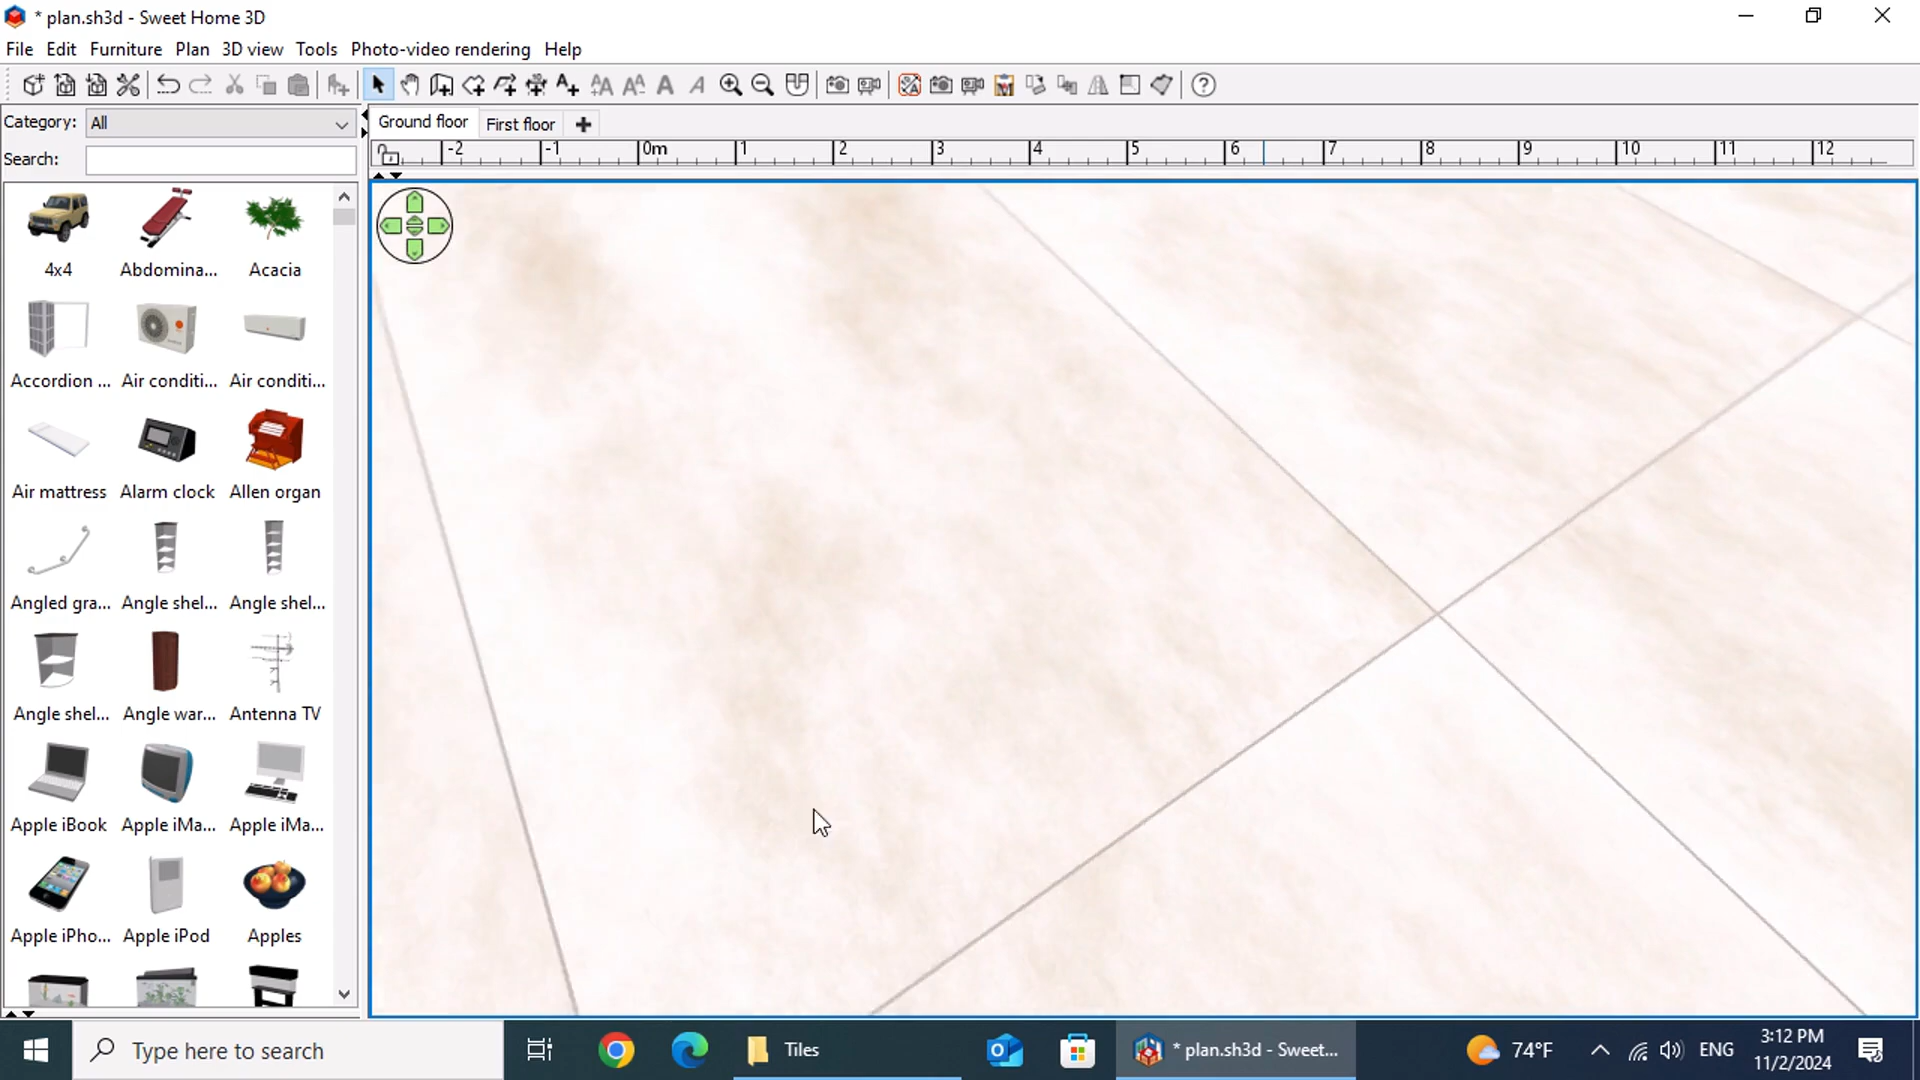 * plan.sh3d - Sweet Home 3D
File Edit Furniture Plan 3D view Tools Photo-video rendering Help
Category: All
Search:
Ground floor First floor
-2 -1 0m 1 2 3 4 5 6 7 8 9 10 11 12
4x4 Abdomina... Acacia
Accordion ... Air conditi... Air conditi...
Air mattress Alarm clock Allen organ
Angled gra... Angle shel... Angle shel...
Angle shel... Angle war... Antenna TV
Apple iBook Apple iMa... Apple iMa...
Apple iPho... Apple iPod Apples
Type here to search
Tiles
* plan.sh3d - Sweet...
74°F
ENG
3:12 PM
11/2/2024